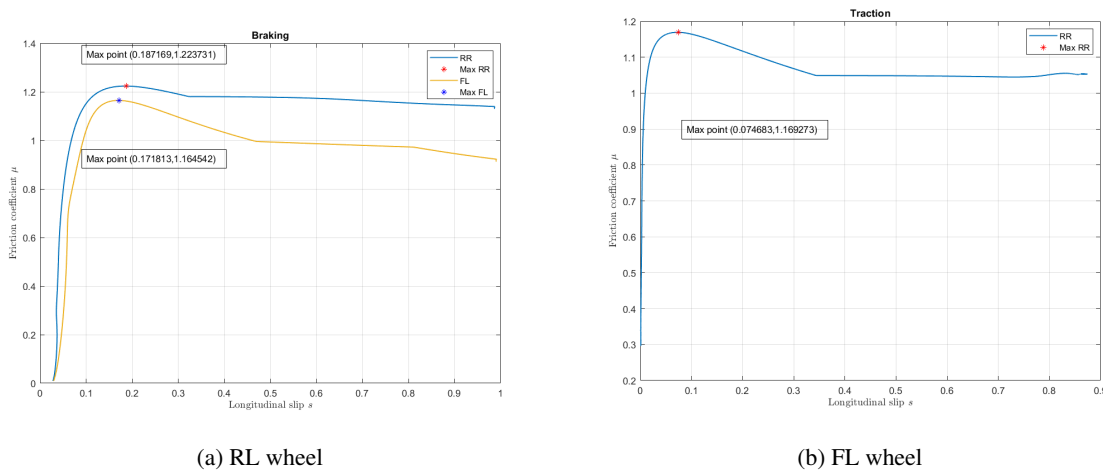 Braking
Max point (0.187169,1.223731)
RR
Max RR
FL
Max FL
Max point (0.171813,1.164542)
Friction coefficient μ
1.4
1.2
1
0.8
0.6
0.4
0.2
0
0 0.1 0.2 0.3 0.4 0.5 0.6 0.7 0.8 0.9 1
Longitudinal slip s
(a) RL wheel
Traction
RR
Max RR
Max point (0.074683,1.169273)
Friction coefficient μ
1.2
1.1
1
0.9
0.8
0.7
0.6
0.5
0.4
0.3
0.2
0 0.1 0.2 0.3 0.4 0.5 0.6 0.7 0.8 0.9
Longitudinal slip s
(b) FL wheel